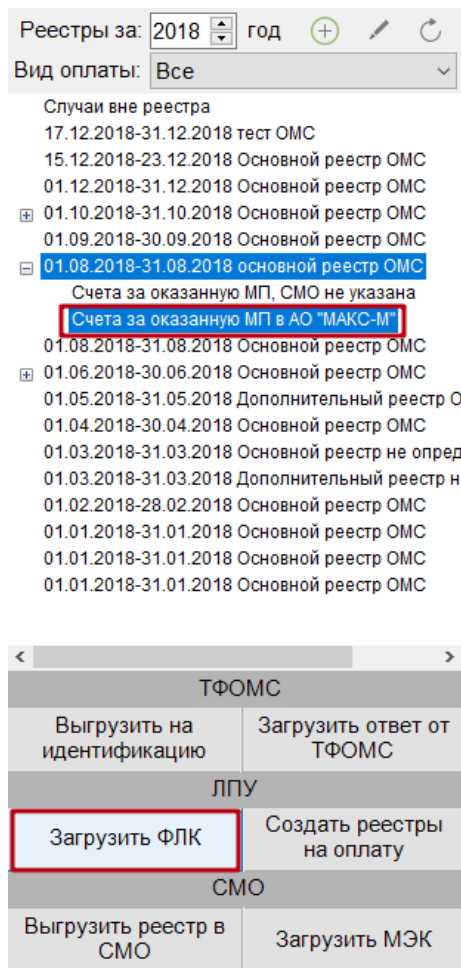 Реестры за: 2018 год
Вид оплаты: Все
Случаи вне реестра
17.12.2018-31.12.2018 тест ОМС
15.12.2018-23.12.2018 Основной реестр ОМС
01.12.2018-31.12.2018 Основной реестр ОМС
01.10.2018-31.10.2018 Основной реестр ОМС
01.09.2018-30.09.2018 Основной реестр ОМС
01.08.2018-31.08.2018 основной реестр ОМС
Счета за оказанную МП, СМО не указана
Счета за оказанную МП в АО "МАКС-М"
01.08.2018-31.08.2018 Основной реестр ОМС
01.06.2018-30.06.2018 Основной реестр ОМС
01.05.2018-31.05.2018 Дополнительный реестр О
01.04.2018-30.04.2018 Основной реестр ОМС
01.03.2018-31.03.2018 Основной реестр не опред
01.03.2018-31.03.2018 Дополнительный реестр н
01.02.2018-28.02.2018 Основной реестр ОМС
01.01.2018-31.01.2018 Основной реестр ОМС
01.01.2018-31.01.2018 Основной реестр ОМС
01.01.2018-31.01.2018 Основной реестр ОМС
ТФОМС
Выгрузить на
идентификацию
Загрузить ответ от
ТФОМС
ЛПУ
Загрузить ФЛК
Создать реестры
на оплату
СМО
Выгрузить реестр в
СМО
Загрузить МЭК